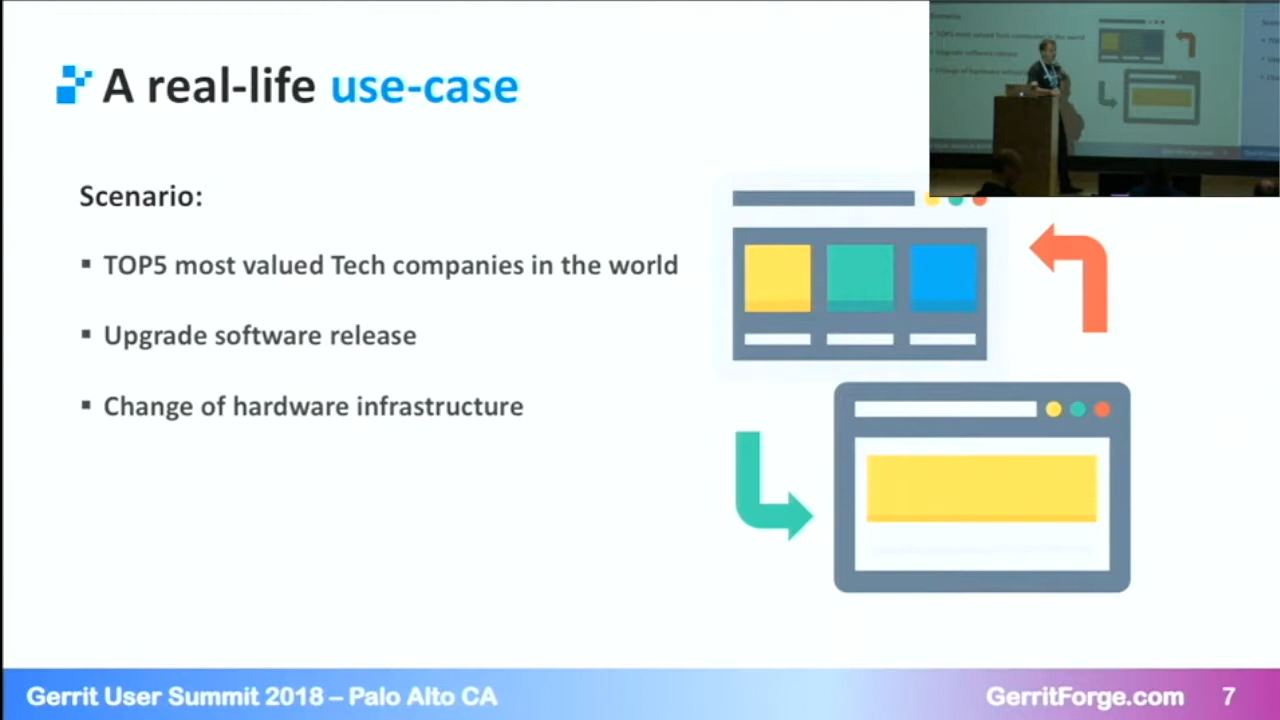 A real-life use-case
Scenario:
▪ TOP5 most valued Tech companies in the world
▪ Upgrade software release
▪ Change of hardware infrastructure
Gerrit User Summit 2018 – Palo Alto CA
GerritForge.com 7